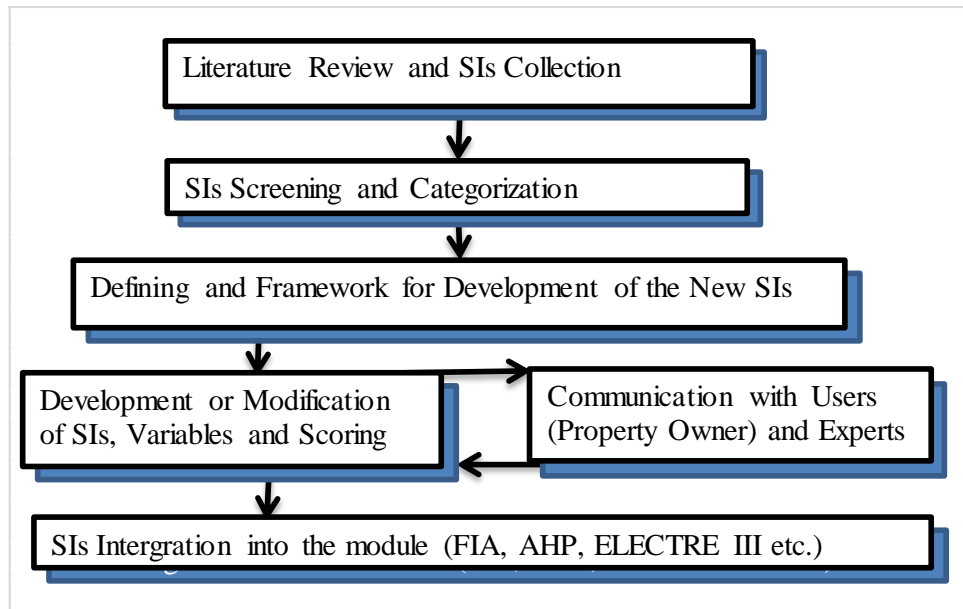 Literature Review and SIs Collection
SIs Screening and Categorization
Defining and Framework for Development of the New SIs
Development or Modification
of SIs, Variables and Scoring
Communication with Users
(Property Owner) and Experts
SIs Intergration into the module (FIA, AHP, ELECTRE III etc.)